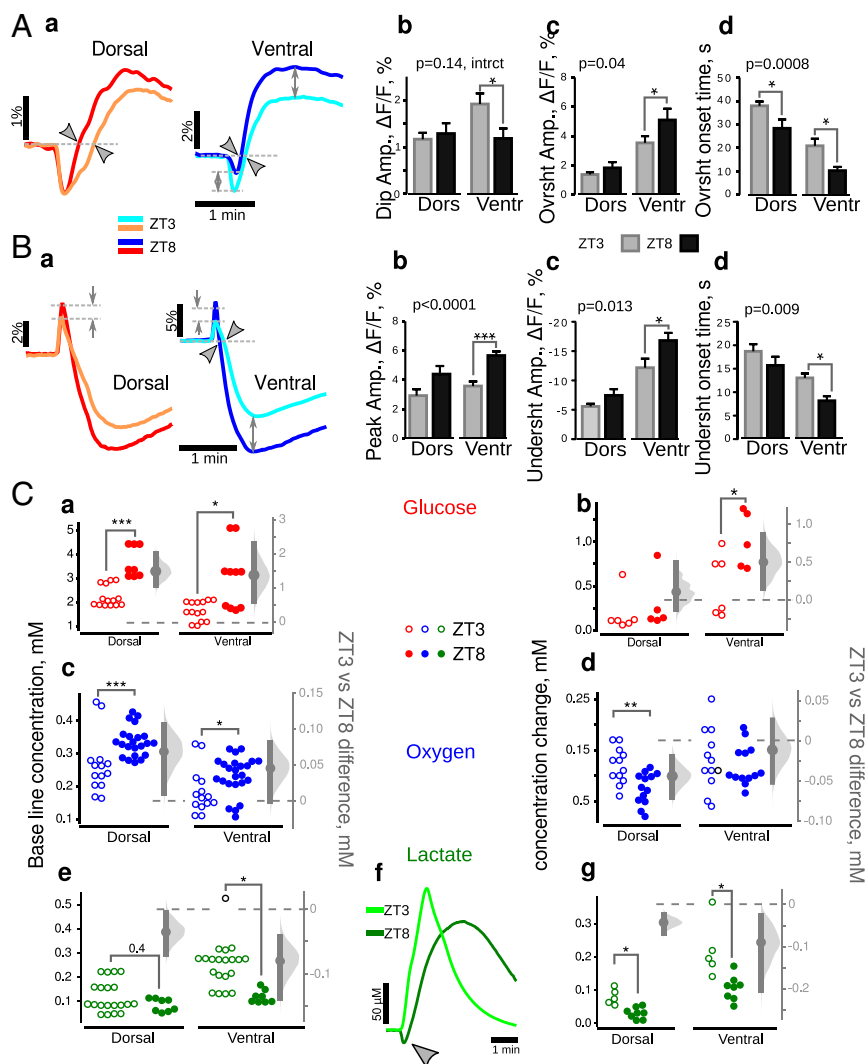 A
a
Dorsal
Ventral
1%
2%
1 min
ZT3
ZT8
b
p=0.14, intrct
Dip Amp., ΔF/F, %
2
1
0
*
Dors Ventr
c
p=0.04
Ovrsht Amp., ΔF/F, %
8
6
4
2
0
*
Dors Ventr
d
p=0.0008
Ovrsht onset time, s
50
40
30
20
10
0
*
*
Dors Ventr
ZT3 ZT8
B
a
2%
5%
Dorsal
Ventral
1 min
b
p<0.0001
Peak Amp., ΔF/F, %
8
6
4
2
0
***
Dors Ventr
c
p=0.013
Undersht Amp., ΔF/F, %
-20
-15
-10
-5
0
*
Dors Ventr
d
p=0.009
Undersht onset time, s
30
25
20
15
10
5
0
*
Dors Ventr
C
Base line concentration, mM
ZT3 vs ZT8 difference, mM
concentration change, mM
ZT3 vs ZT8 difference, mM
Glucose
ZT3
ZT8
Oxygen
Lactate
a
5
4
3
2
1
***
*
3
2
1
0
Dorsal
Ventral
b
1.0
0.5
0.0
*
1.0
0.5
0.0
Dorsal
Ventral
c
0.4
0.3
0.2
0.1
***
*
0.15
0.10
0.05
0
Dorsal
Ventral
d
0.25
0.20
0.15
0.10
0.5
**
0.05
0
-0.05
-0.10
Dorsal
Ventral
e
0.5
0.4
0.3
0.2
0.1
0.4
*
0
-0.1
Dorsal
Ventral
f
ZT3
ZT8
50 µM
1 min
g
0.3
0.2
0.1
0.0
*
*
0
-0.1
-0.2
Dorsal
Ventral